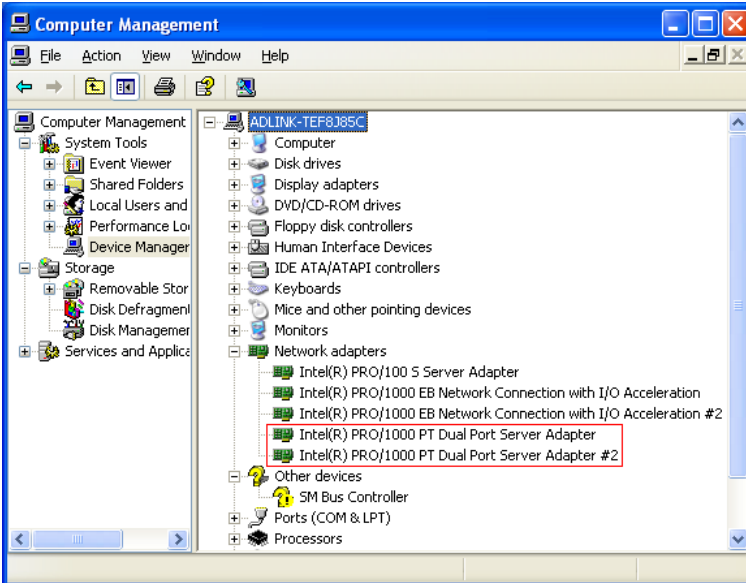 Computer Management
File Action View Window Help
Computer Management
System Tools
Event Viewer
Shared Folders
Local Users and
Performance Lo
Device Manager
Storage
Removable Stor
Disk Defragment
Disk Managemer
Services and Applica
ADLINK-TEF8J85C
Computer
Disk drives
Display adapters
DVD/CD-ROM drives
Floppy disk controllers
Human Interface Devices
IDE ATA/ATAPI controllers
Keyboards
Mice and other pointing devices
Monitors
Network adapters
Intel(R) PRO/100 S Server Adapter
Intel(R) PRO/1000 EB Network Connection with I/O Acceleration
Intel(R) PRO/1000 EB Network Connection with I/O Acceleration #2
Intel(R) PRO/1000 PT Dual Port Server Adapter
Intel(R) PRO/1000 PT Dual Port Server Adapter #2
Other devices
SM Bus Controller
Ports (COM & LPT)
Processors